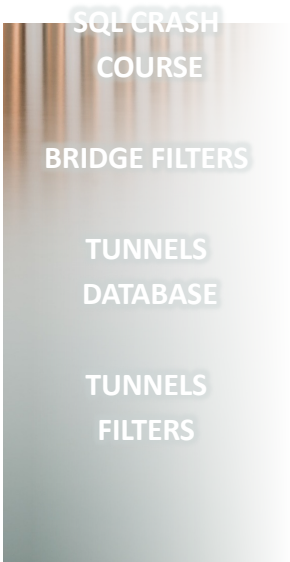 SQL CRASH
COURSE
BRIDGE FILTERS
TUNNELS
DATABASE
TUNNELS
FILTERS